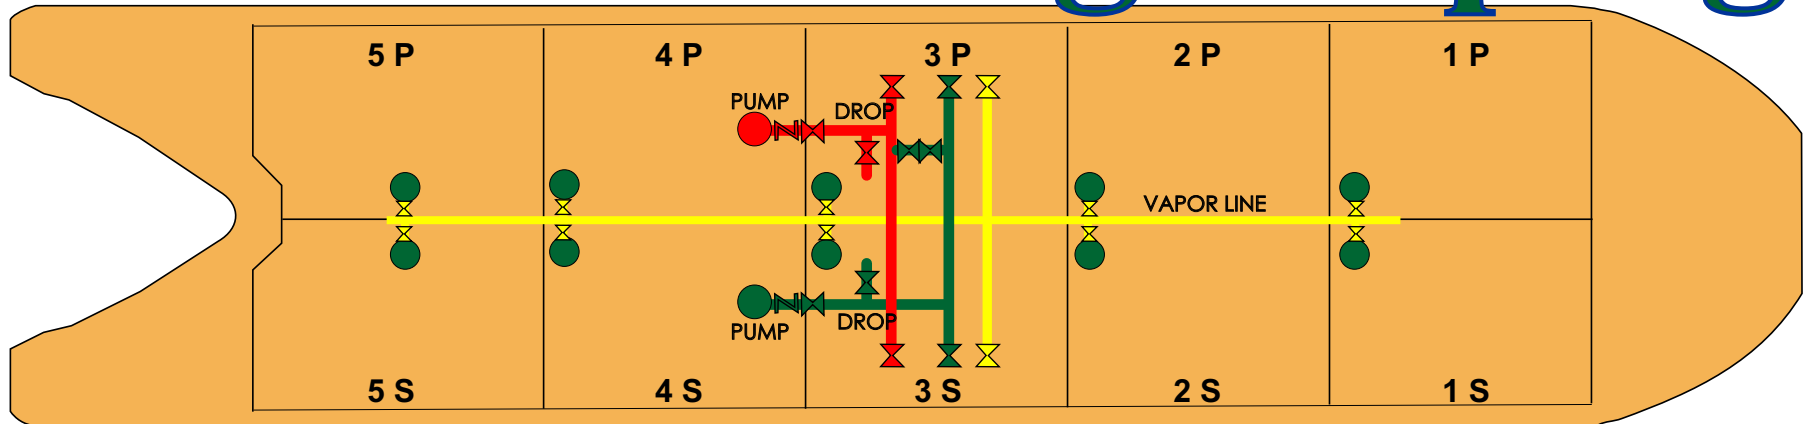 5 P 4 P 3 P 2 P 1 P
PUMP DROP
VAPOR LINE
PUMP DROP
5 S 4 S 3 S 2 S 1 S